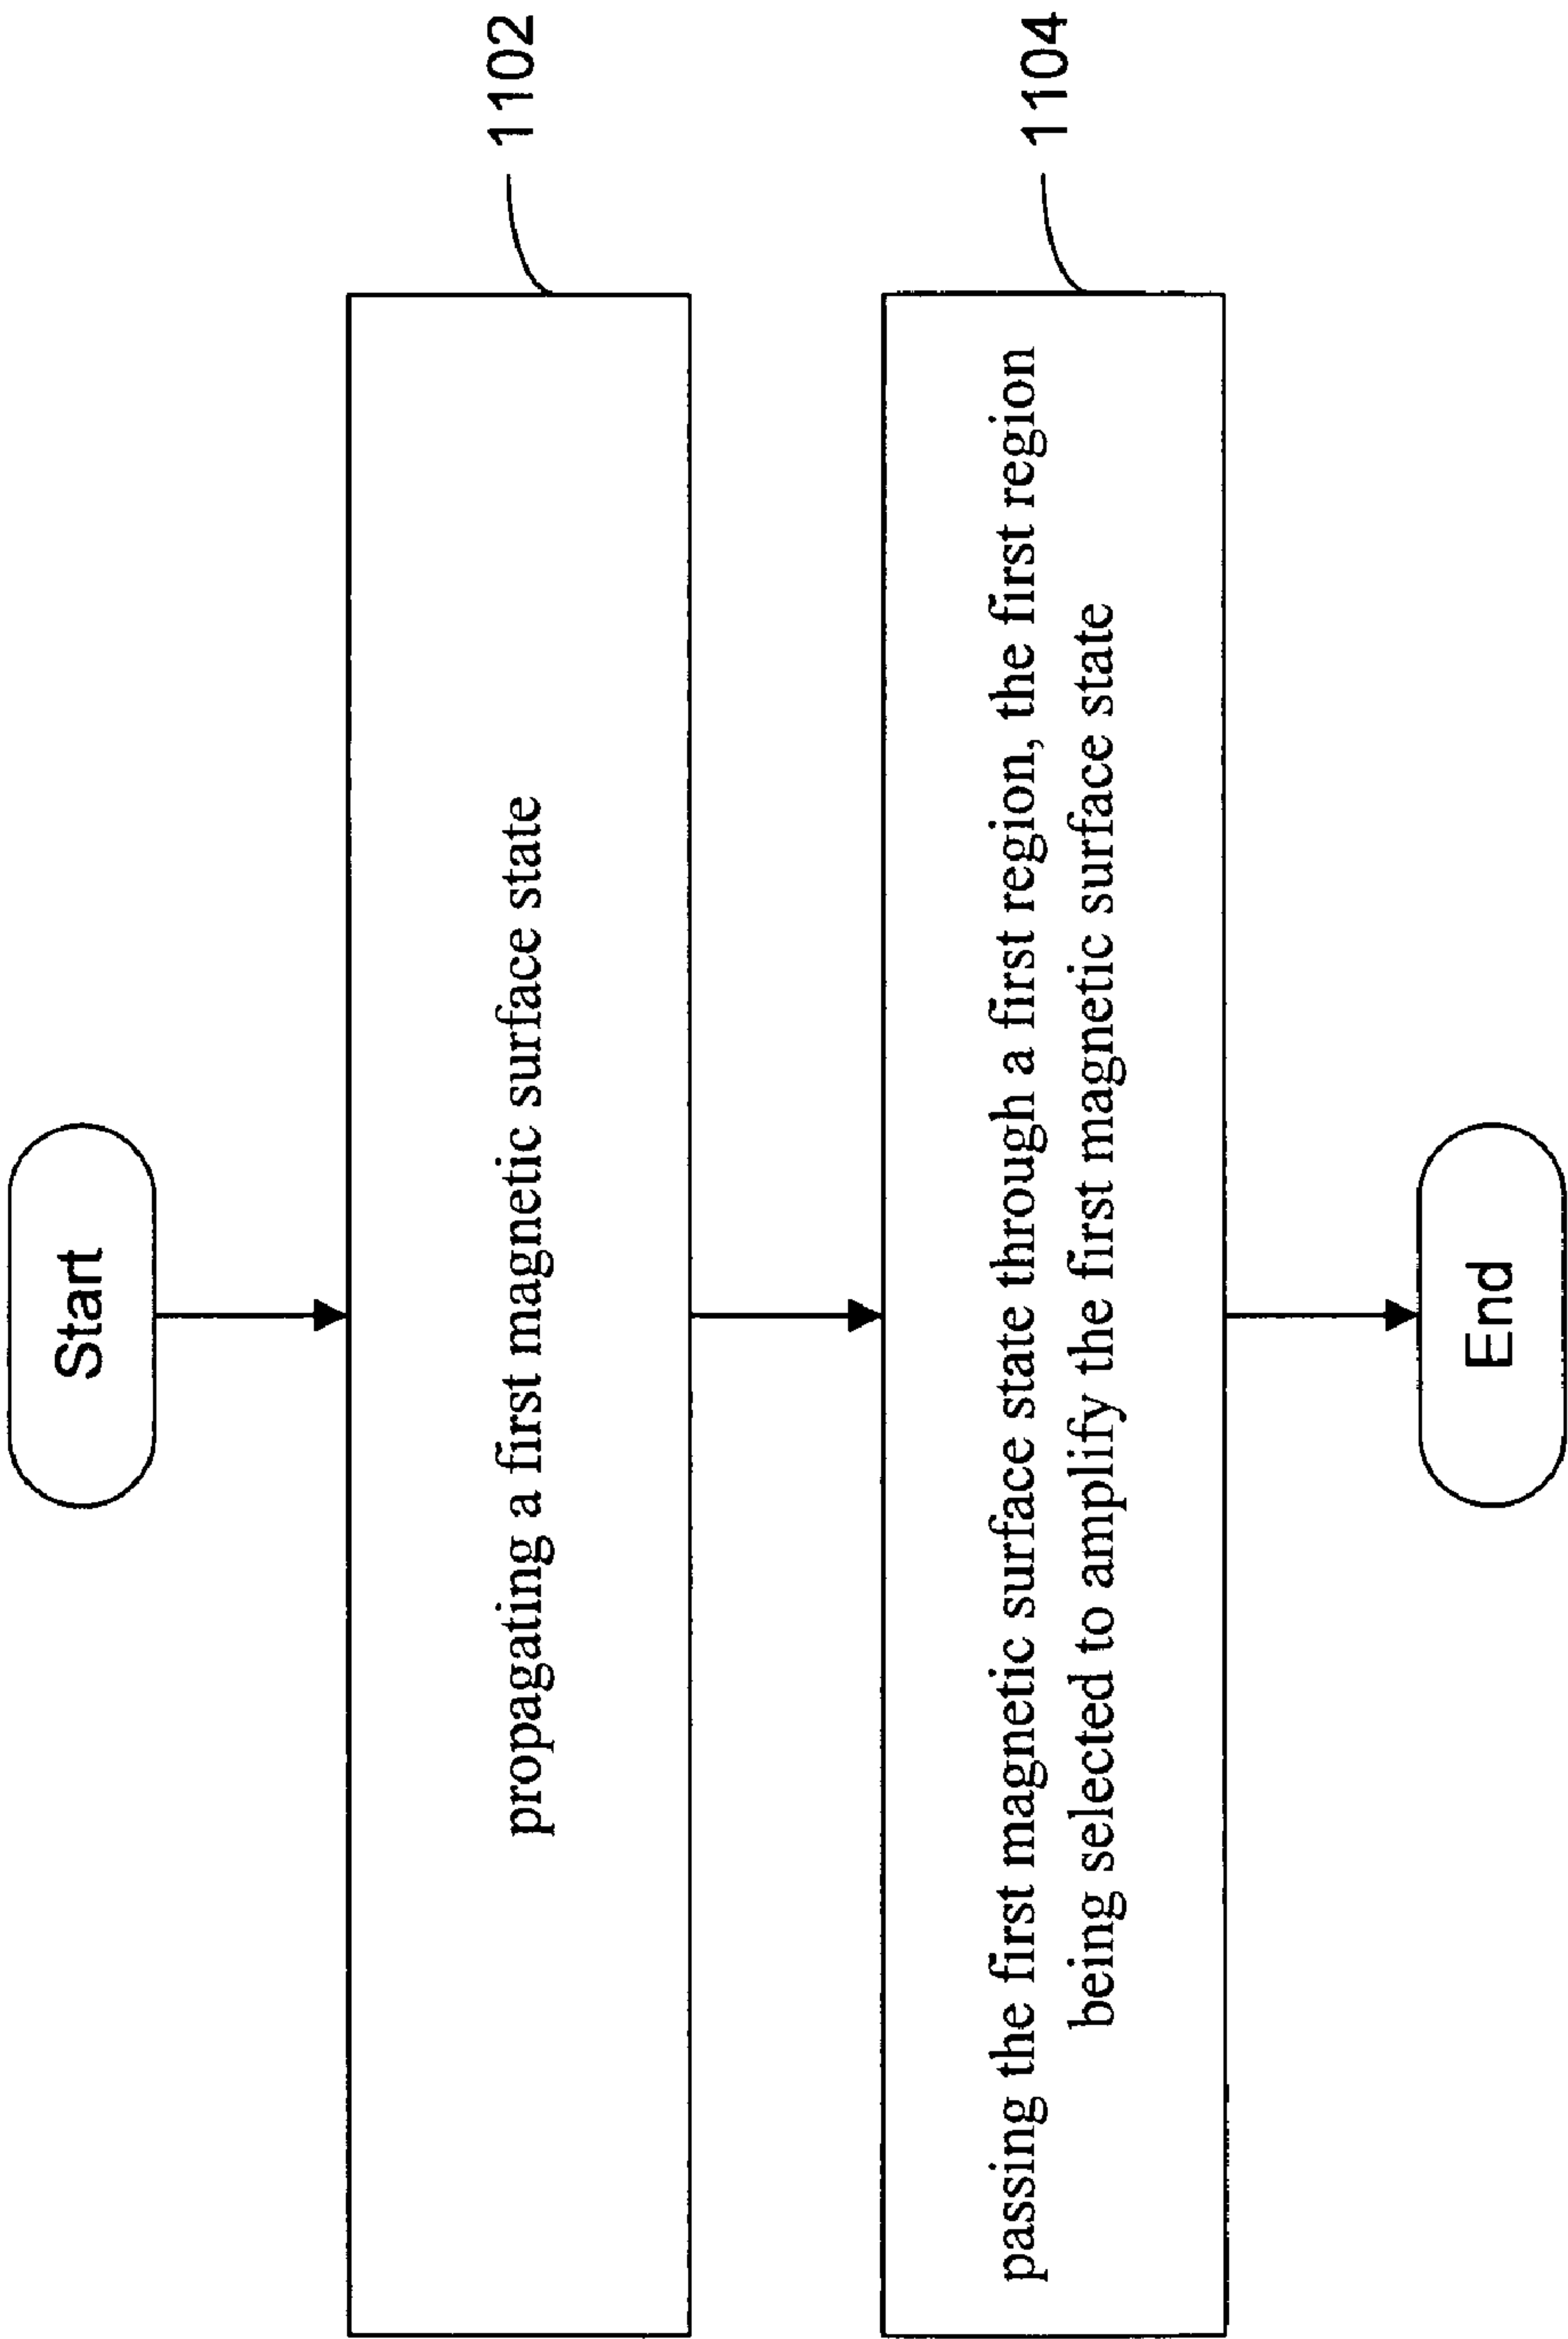 Start
propagating a first magnetic surface state
1102
passing the first magnetic surface state through a first region, the first region
being selected to amplify the first magnetic surface state
1104
End